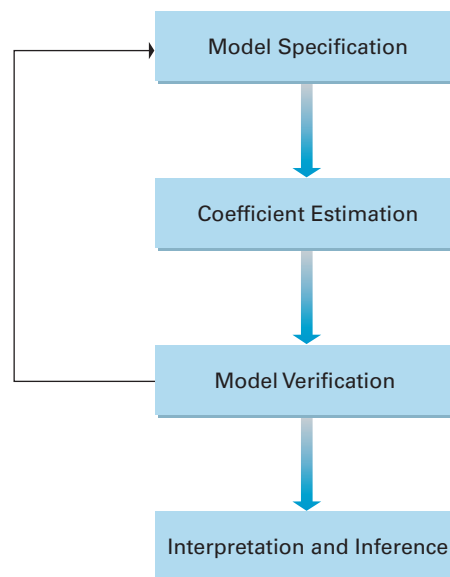 Model Specification
Coefficient Estimation
Model Verification
Interpretation and Inference